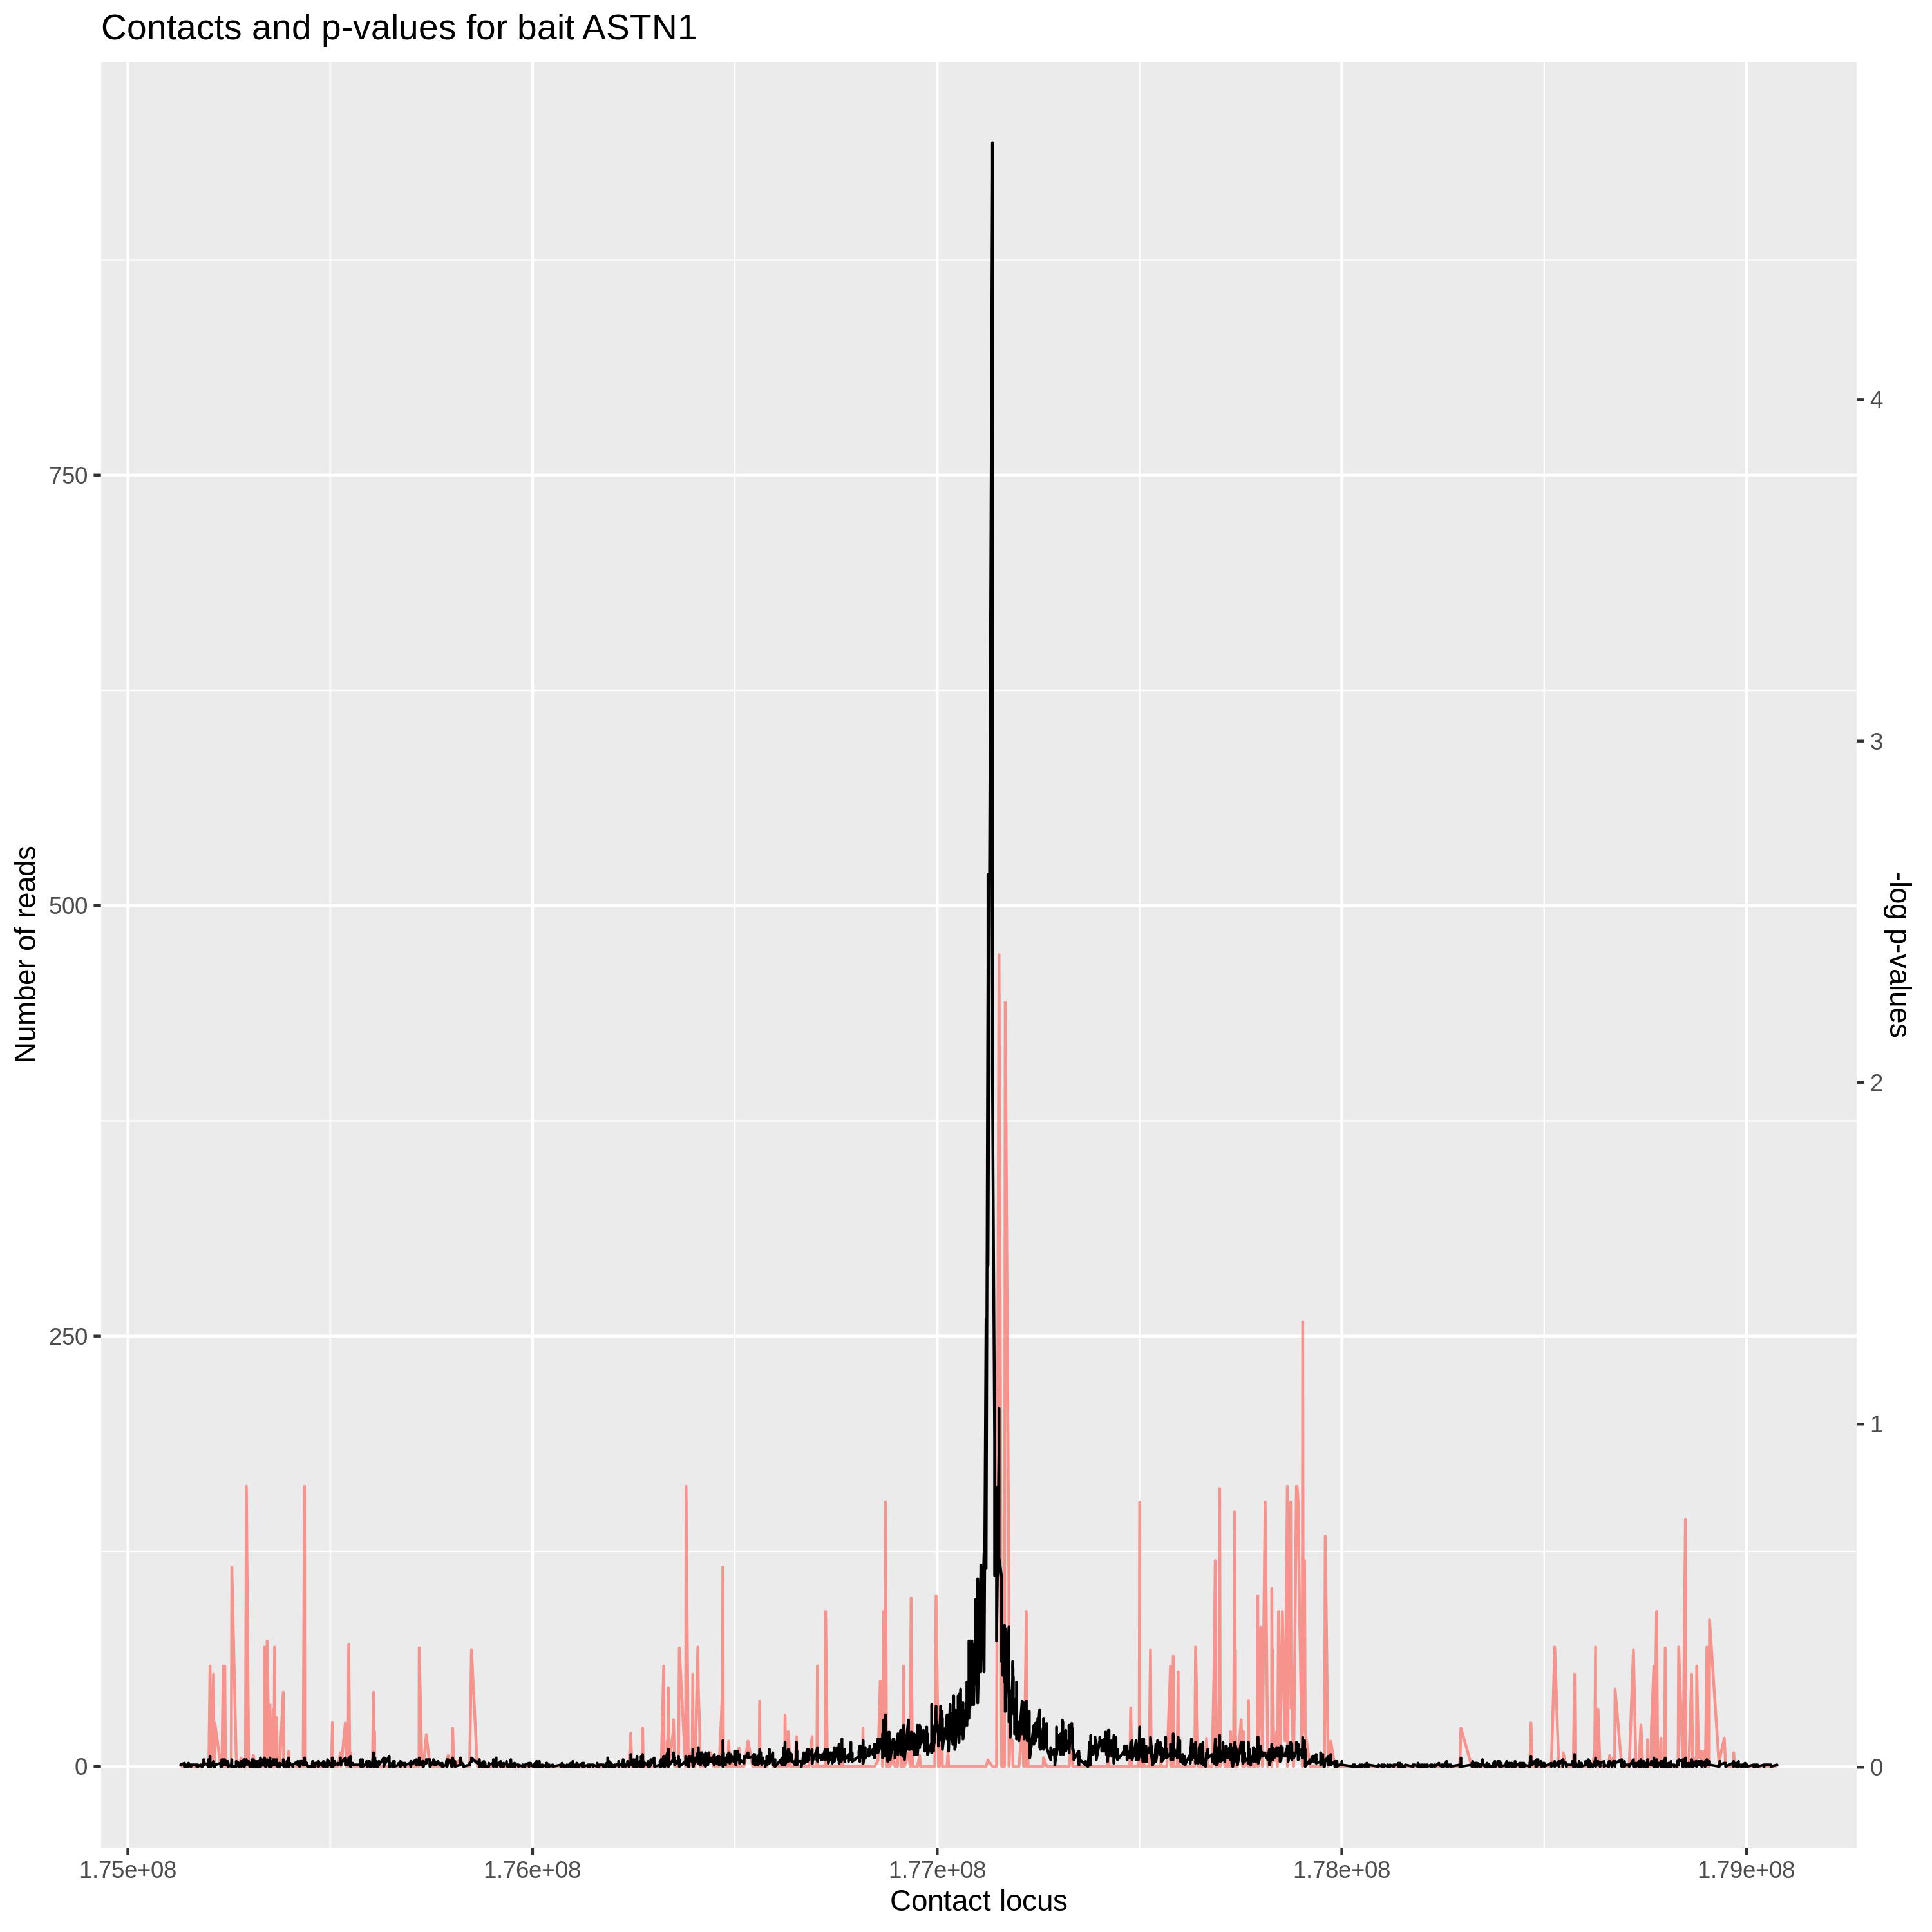 Contacts and p-values for bait ASTN1
Number of reads
750
500
250
0
4
3
2
1
0
-log p-values
1.75e+08
1.76e+08
1.77e+08
1.78e+08
1.79e+08
Contact locus